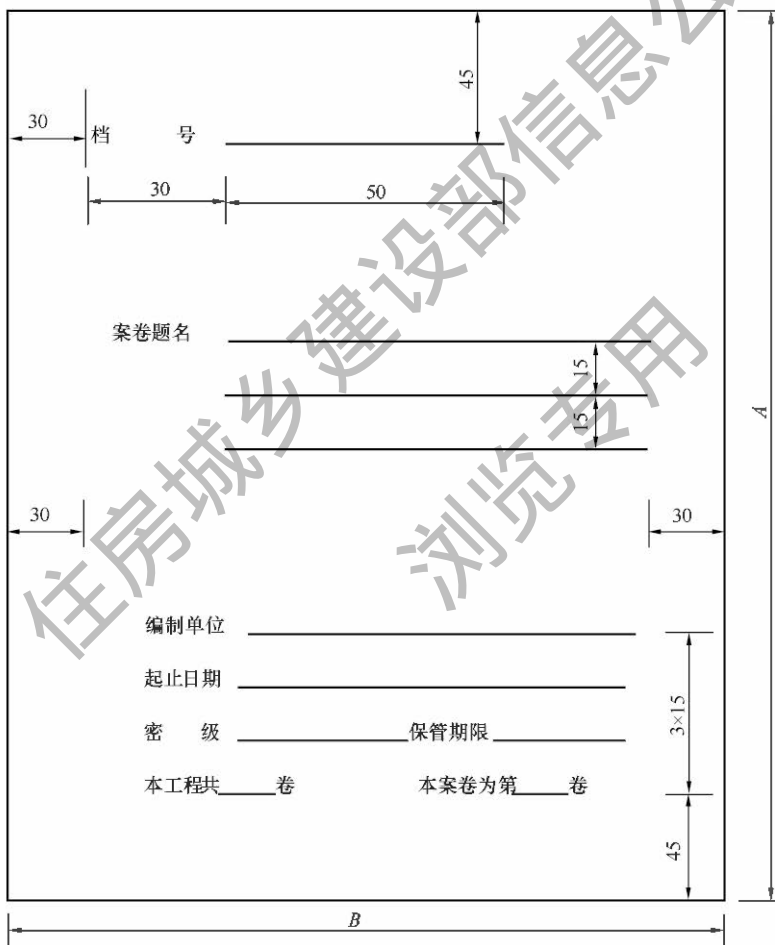 45
30
档 号
30 50
案卷题名
15
15
A
30 30
编制单位
起止日期
3×15
密 级 保管期限
本工程共 卷 本案卷为第 卷
45
B
住房城乡建设部信息公
浏览专用